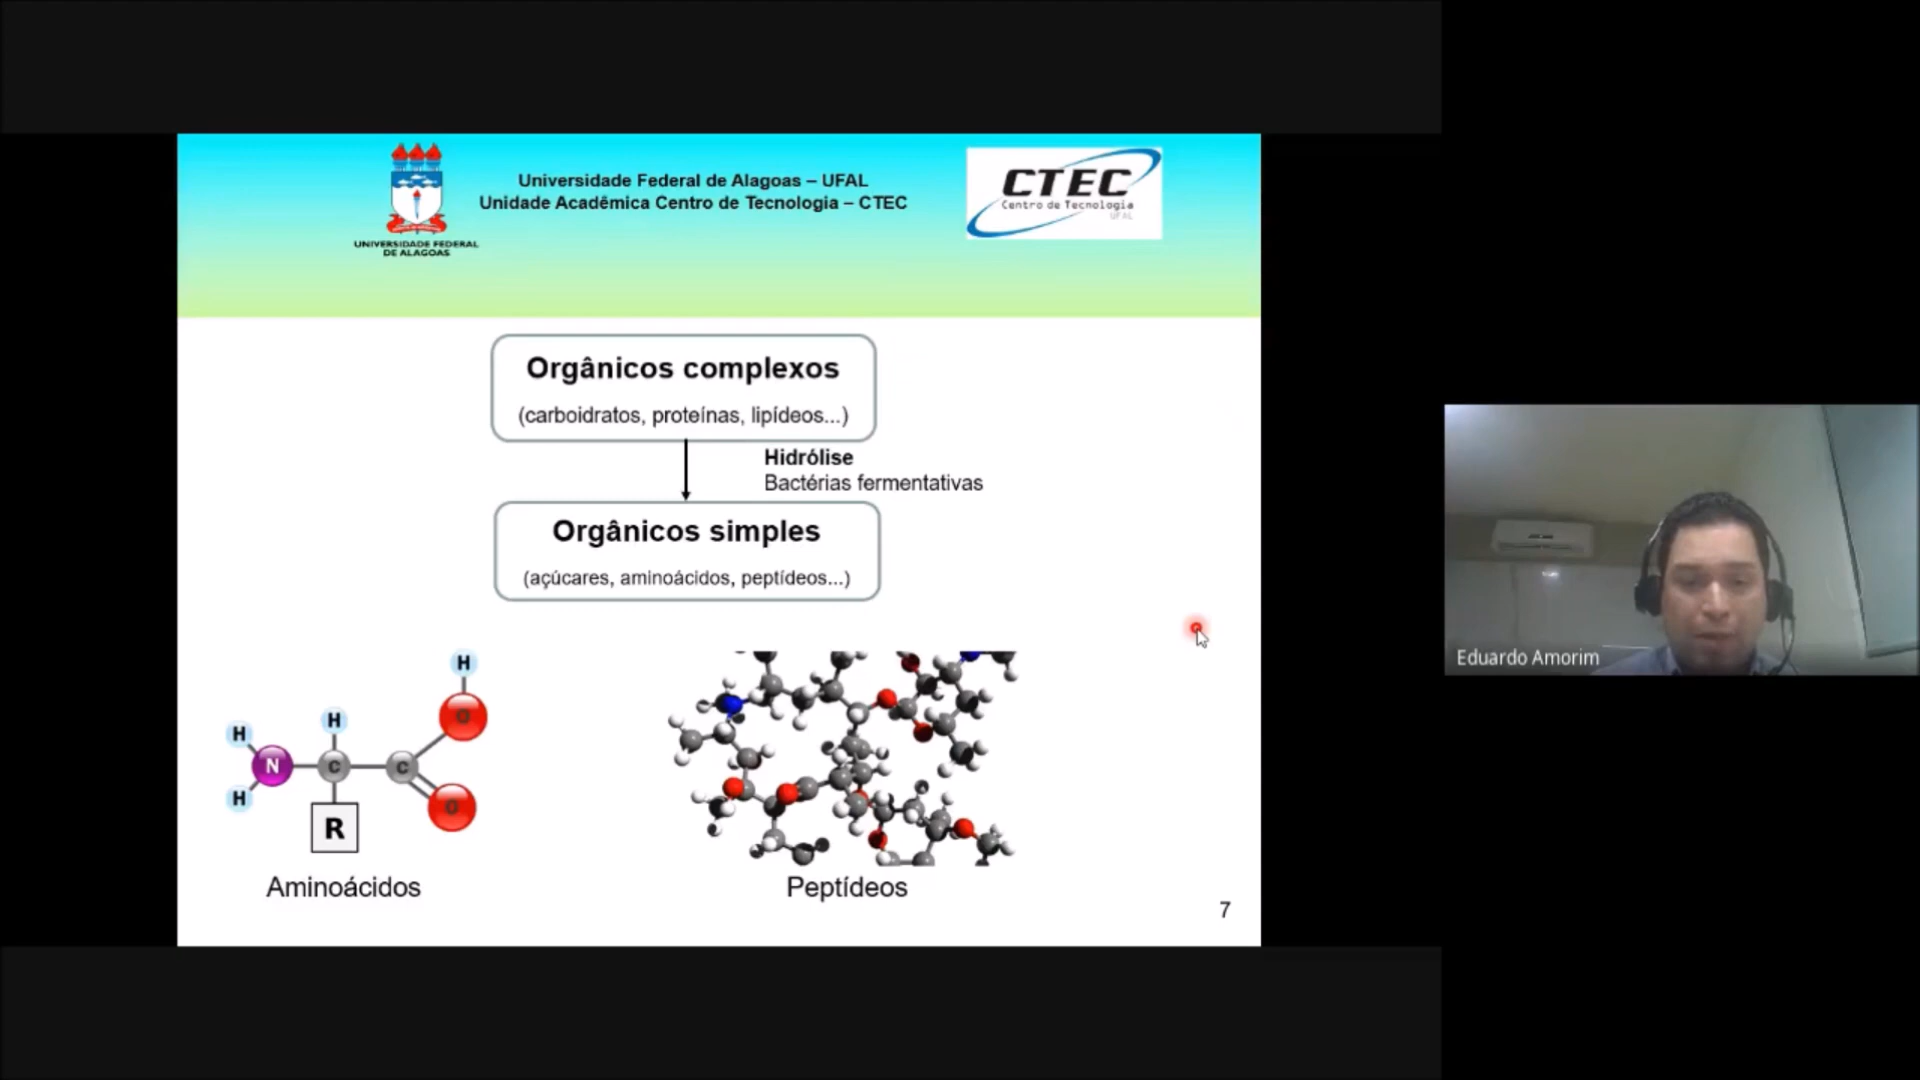 Universidade Federal de Alagoas – UFAL
Unidade Acadêmica Centro de Tecnologia – CTEC
UNIVERSIDADE FEDERAL
DE ALAGOAS
CTEC
Centro de Tecnologia
UFAL
Orgânicos complexos
(carboidratos, proteínas, lipídeos...)
Hidrólise
Bactérias fermentativas
Orgânicos simples
(açúcares, aminoácidos, peptídeos...)
H
O
H
H
N
C
C
H
O
R
Aminoácidos
Peptídeos
7
Eduardo Amorim